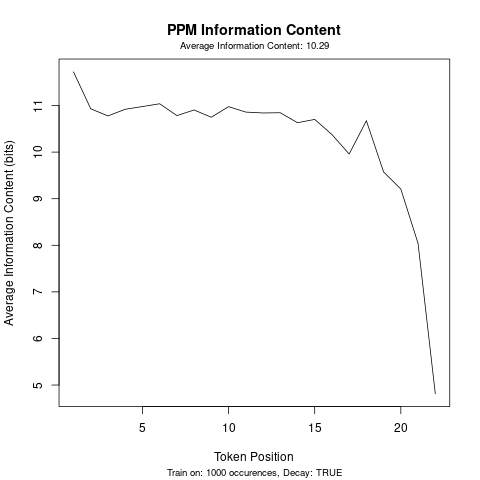 PPM Information Content
Average Information Content: 10.29
Average Information Content (bits)
11
10
9
8
7
6
5
5
10
15
20
Token Position
Train on: 1000 occurences, Decay: TRUE